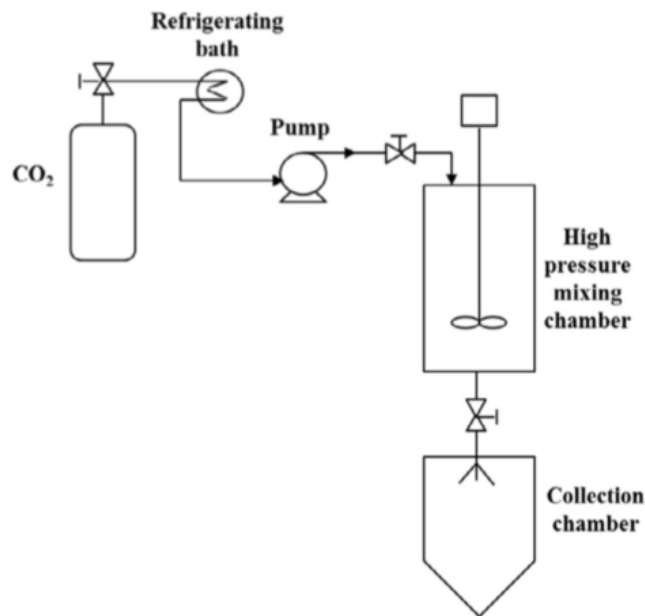 Refrigerating
bath
Pump
CO₂
High
pressure
mixing
chamber
Collection
chamber